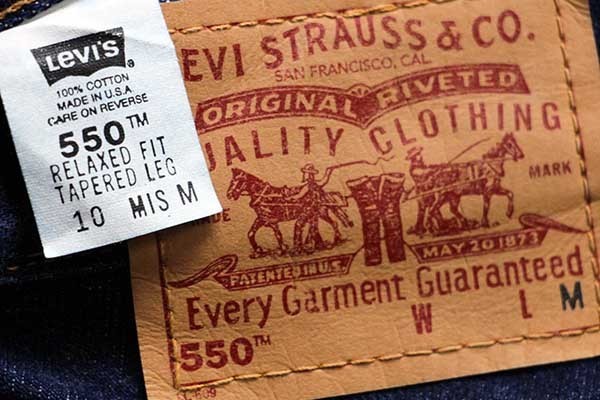 LEVI'S ®
100% COTTON
MADE IN U.S.A
CARE ON REVERSE
550™
RELAXED FIT
TAPERED LEG
10 MIS M
EVI STRAUSS & CO.
SAN FRANCISCO, CAL
ORIGINAL RIVETED
UALITY CLOTHING
ADE MARK
PATENTED IN U.S.
MAY 20 1873
Every Garment Guaranteed
W L M
550™